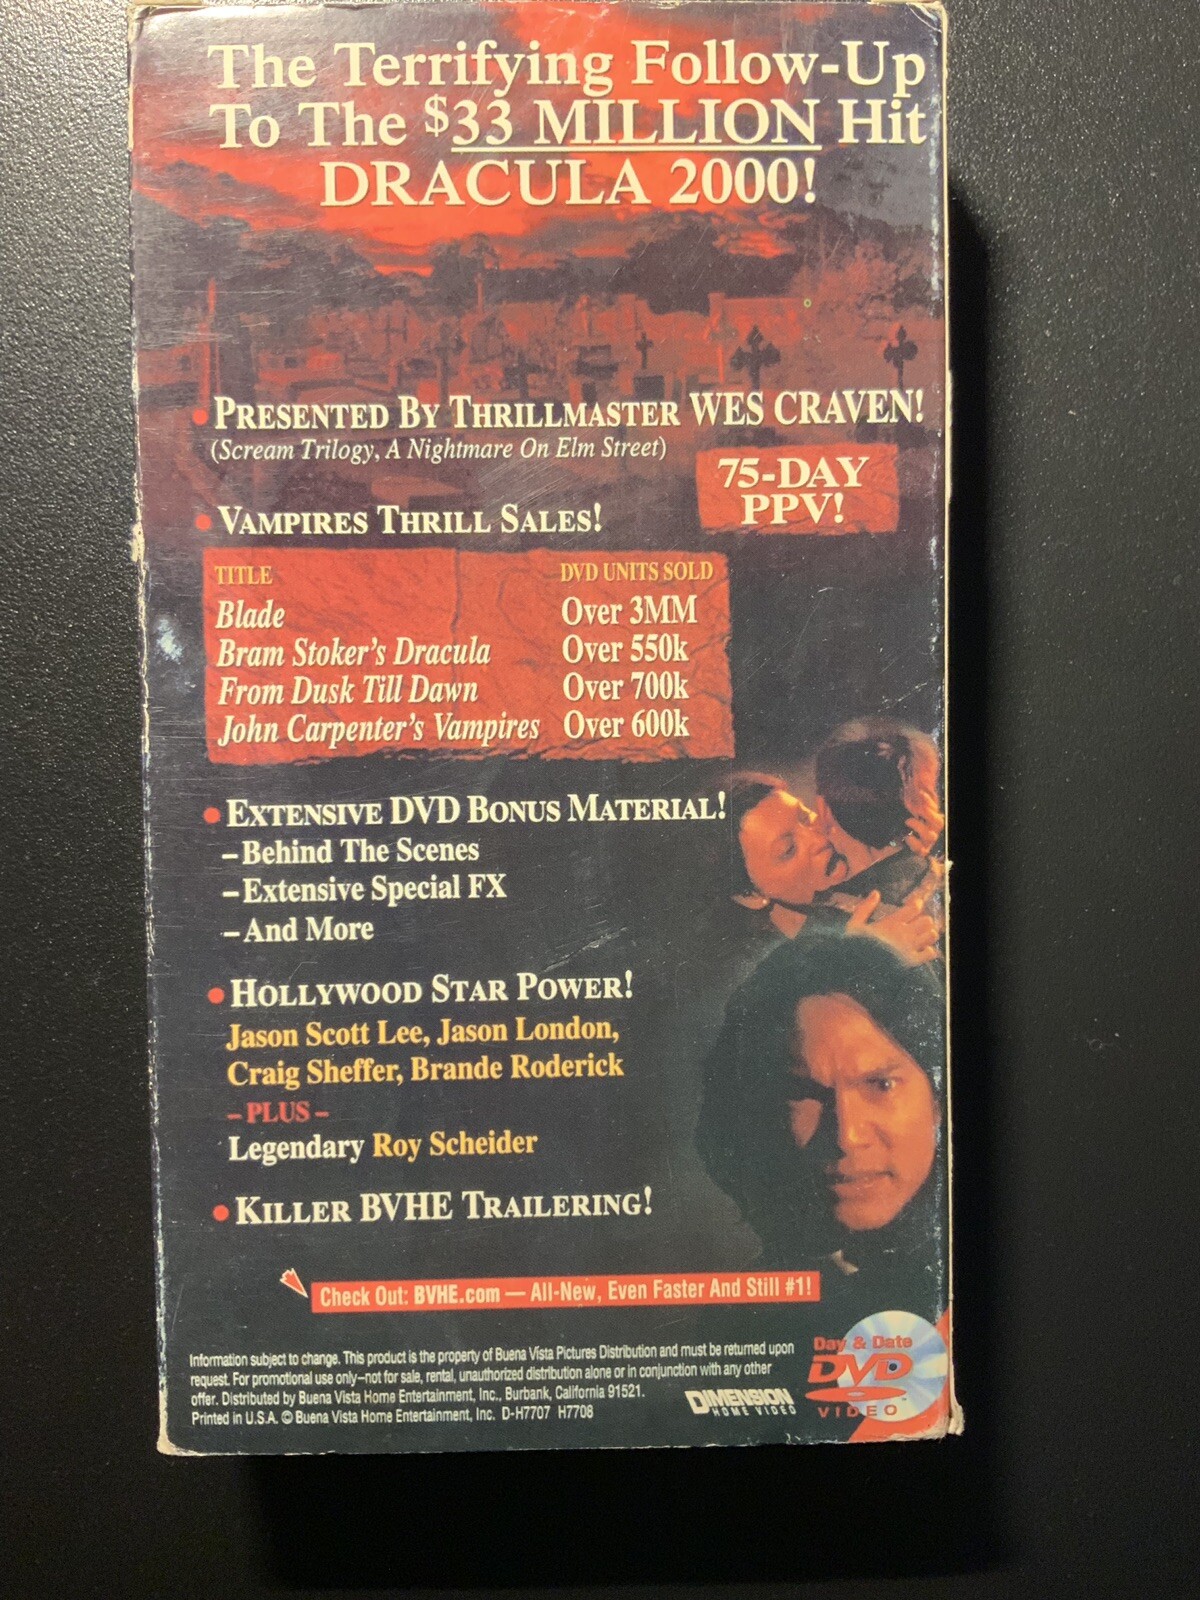 The Terrifying Follow-Up
To The $33 MILLION Hit
DRACULA 2000!
• PRESENTED BY THRILLMASTER WES CRAVEN!
(Scream Trilogy, A Nightmare On Elm Street)
75-DAY
PPV!
• VAMPIRES THRILL SALES!
TITLE DVD UNITS SOLD
Blade Over 3MM
Bram Stoker's Dracula Over 550k
From Dusk Till Dawn Over 700k
John Carpenter's Vampires Over 600k
• EXTENSIVE DVD BONUS MATERIAL!
–Behind The Scenes
–Extensive Special FX
–And More
• HOLLYWOOD STAR POWER!
Jason Scott Lee, Jason London,
Craig Sheffer, Brande Roderick
– PLUS –
Legendary Roy Scheider
• KILLER BVHE TRAILERING!
Check Out: BVHE.com — All-New, Even Faster And Still #1!
Information subject to change. This product is the property of Buena Vista Pictures Distribution and must be returned upon
request. For promotional use only–not for sale, rental, unauthorized distribution alone or in conjunction with any other
offer. Distributed by Buena Vista Home Entertainment, Inc., Burbank, California 91521.
Printed in U.S.A. © Buena Vista Home Entertainment, Inc. D-H7707 H7708
DIMENSION
HOME VIDEO
Day & Date
DVD
VIDEO